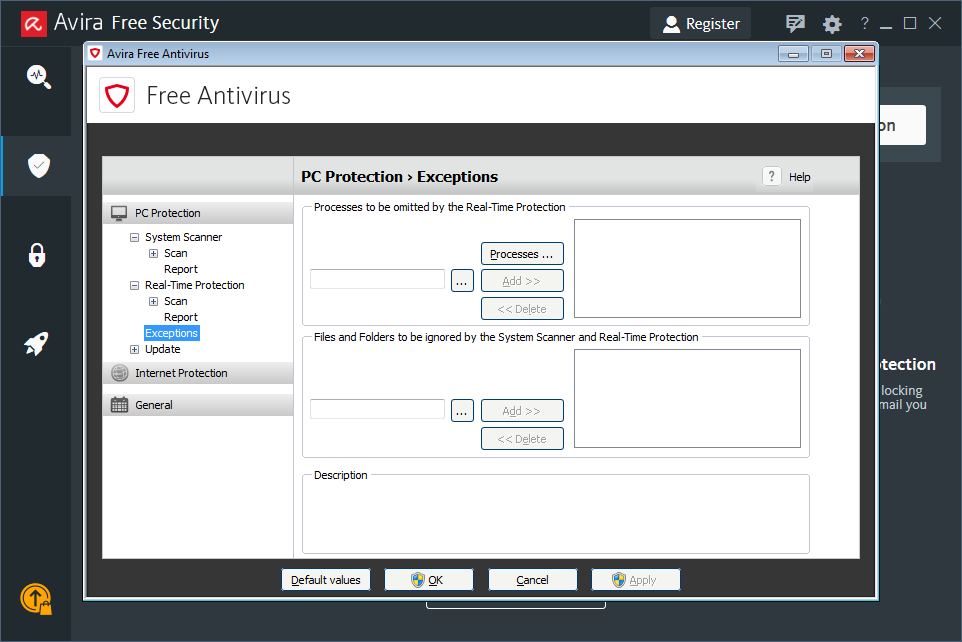 Avira Free Security
Register
?
Avira Free Antivirus
Free Antivirus
on
PC Protection › Exceptions
? Help
PC Protection
System Scanner
Scan
Report
Real-Time Protection
Scan
Report
Exceptions
Update
Internet Protection
General
Processes to be omitted by the Real-Time Protection
Processes ...
...
Add >>
<< Delete
Files and Folders to be ignored by the System Scanner and Real-Time Protection
...
Add >>
<< Delete
Description
tection
locking
mail you
Default values
OK
Cancel
Apply